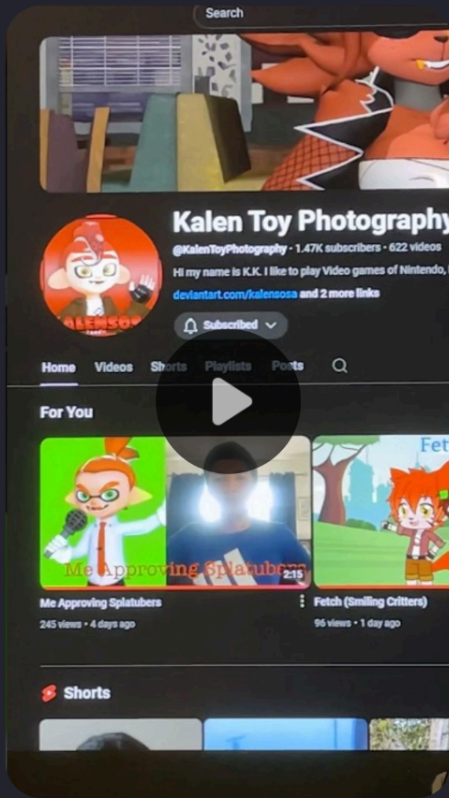 Search
Kalen Toy Photography
@KalenToyPhotography • 1.47K subscribers • 622 videos
Hi my name is K.K. I like to play Video games of Nintendo,
deviantart.com/kalensosa and 2 more links
Subscribed
Home Videos Shorts Playlists Posts
For You
Me Approving Splatubers
2:15
Me Approving Splatubers
Fetch (Smiling Critters)
245 views • 4 days ago
96 views • 1 day ago
Shorts